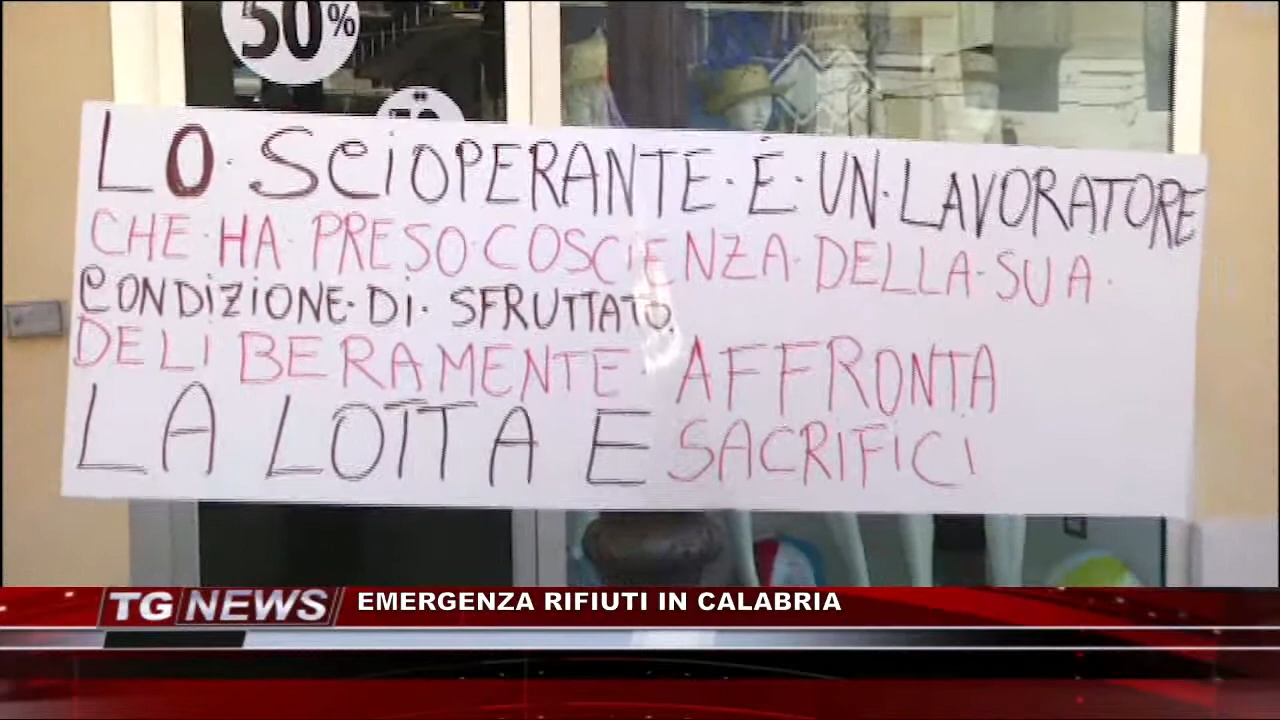 50%
50
LO·SCIOPERANTE·É·UN·LAVORATORE
CHE·HA·PRESO·COSCIENZA·DELLA·SUA·
CONDIZIONE·DI·SFRUTTATO,
DELIBERAMENTE AFFRONTA
LA LOTTA E SACRIFICI
TG NEWS EMERGENZA RIFIUTI IN CALABRIA